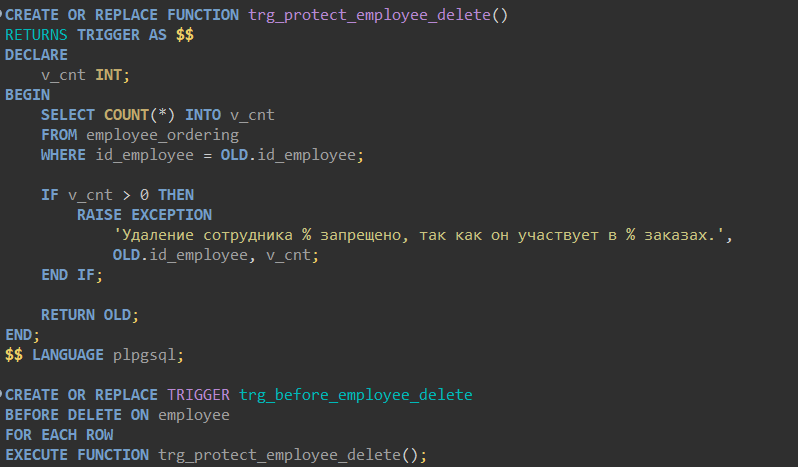 CREATE OR REPLACE FUNCTION trg_protect_employee_delete()
RETURNS TRIGGER AS $$
DECLARE
    v_cnt INT;
BEGIN
    SELECT COUNT(*) INTO v_cnt
    FROM employee_ordering
    WHERE id_employee = OLD.id_employee;

    IF v_cnt > 0 THEN
        RAISE EXCEPTION
            'Удаление сотрудника % запрещено, так как он участвует в % заказах.',
            OLD.id_employee, v_cnt;
    END IF;

    RETURN OLD;
END;
$$ LANGUAGE plpgsql;

CREATE OR REPLACE TRIGGER trg_before_employee_delete
BEFORE DELETE ON employee
FOR EACH ROW
EXECUTE FUNCTION trg_protect_employee_delete();